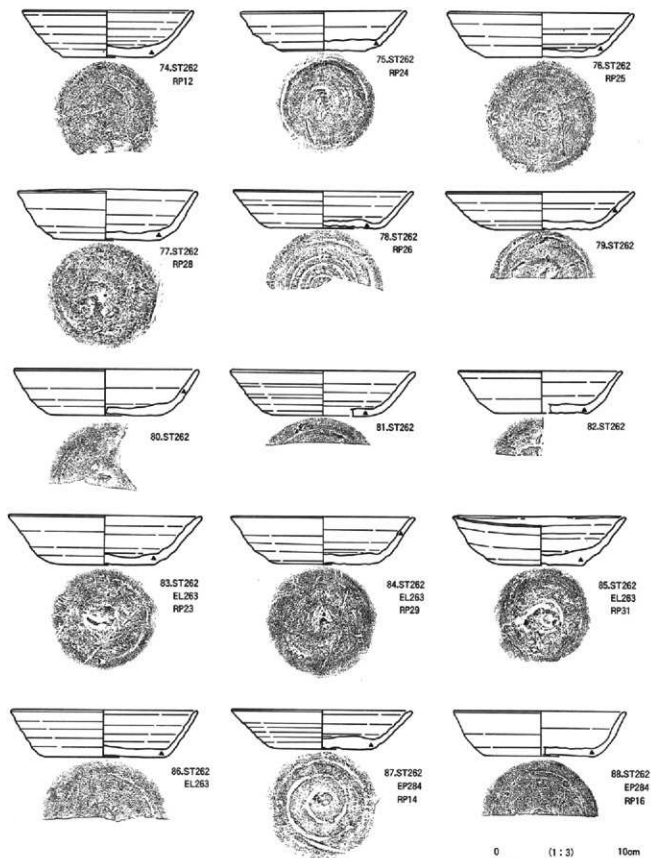 74.ST262
RP12
75.ST262
RP24
76.ST262
RP25
77.ST262
RP28
78.ST262
RP26
79.ST262
80.ST262
81.ST262
82.ST262
83.ST262
EL263
RP23
84.ST262
EL263
RP29
85.ST262
EL263
RP31
86.ST262
EL263
87.ST262
EP284
RP14
88.ST262
EP284
RP16
0 (1:3) 10cm